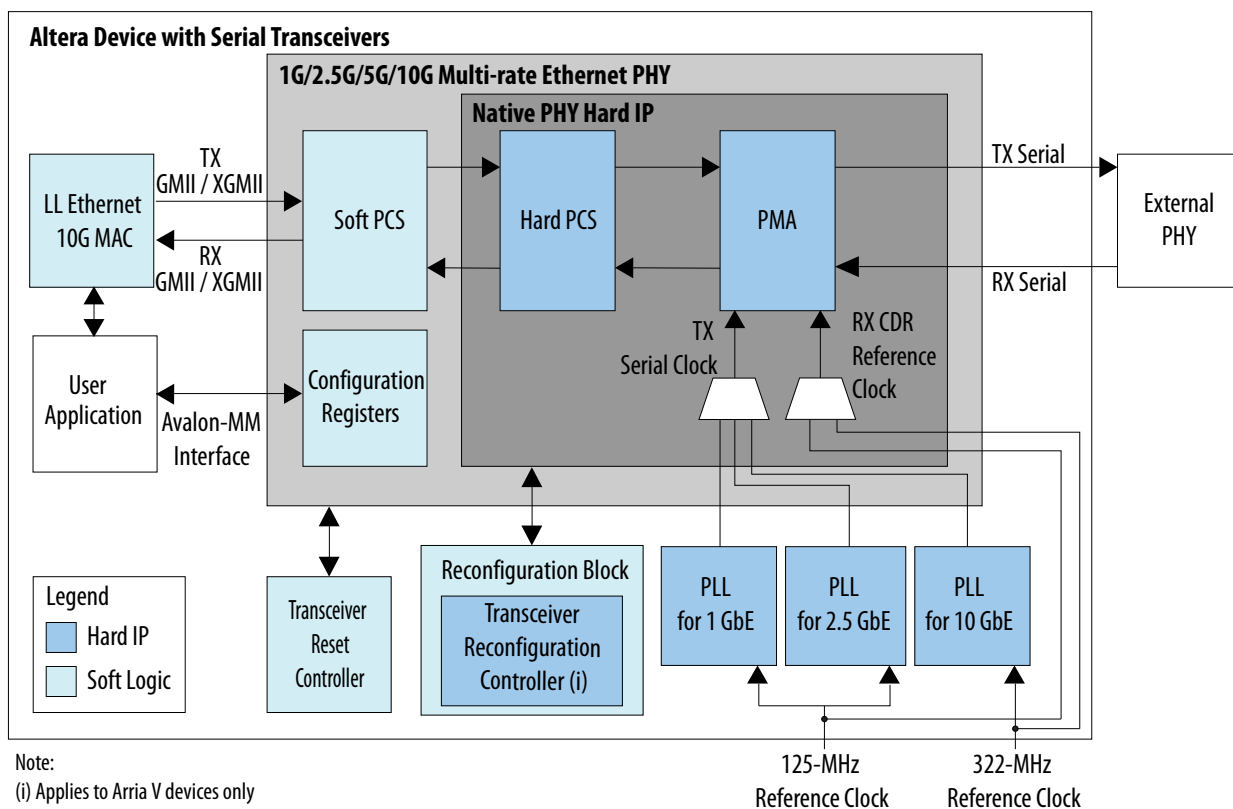 Altera Device with Serial Transceivers
1G/2.5G/5G/10G Multi-rate Ethernet PHY
Native PHY Hard IP
LL Ethernet
10G MAC
TX
GMII / XGMII
RX
GMII / XGMII
Soft PCS
Hard PCS
PMA
TX Serial
RX Serial
External
PHY
User
Application
Avalon-MM
Interface
Configuration
Registers
TX
Serial Clock
RX CDR
Reference
Clock
Legend
Hard IP
Soft Logic
Transceiver
Reset
Controller
Reconfiguration Block
Transceiver
Reconfiguration
Controller (i)
PLL
for 1 GbE
PLL
for 2.5 GbE
PLL
for 10 GbE
125-MHz
Reference Clock
322-MHz
Reference Clock
Note:
(i) Applies to Arria V devices only